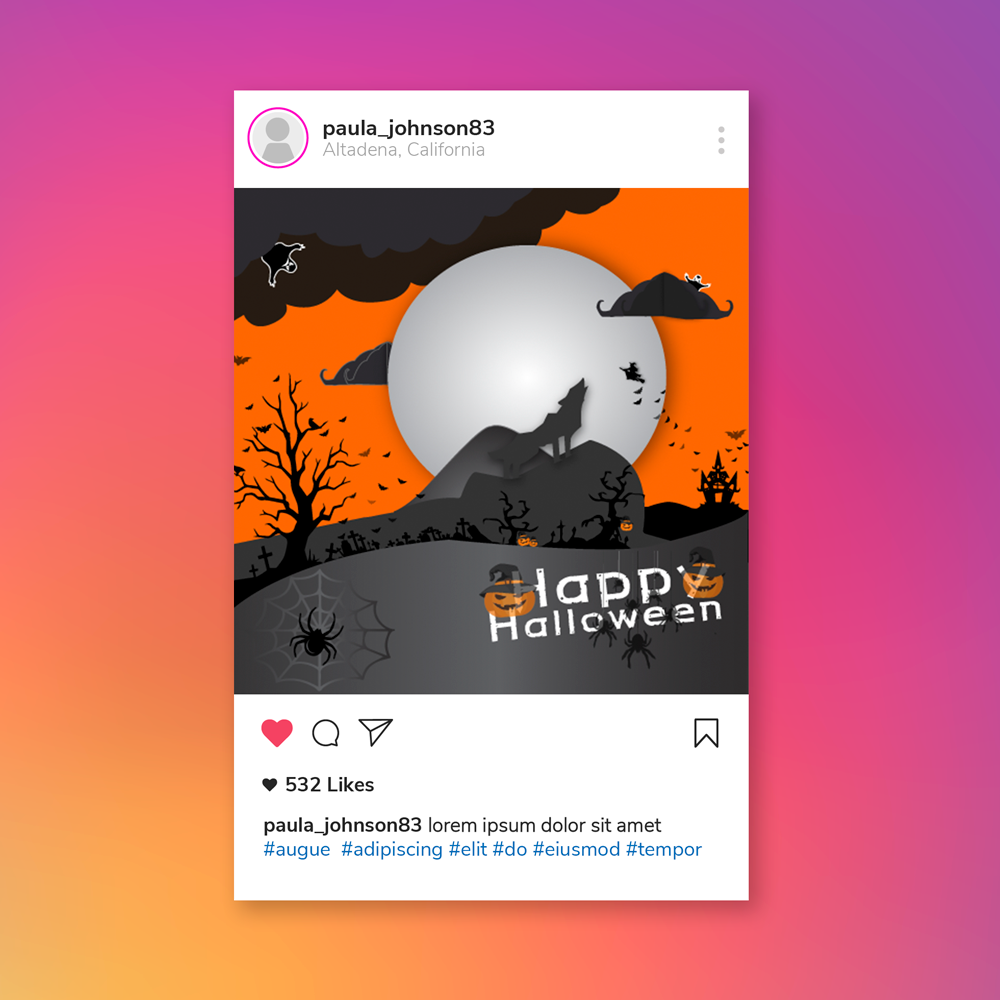 paula_johnson83
Altadena, California
Happy
Halloween
532 Likes
paula_johnson83 lorem ipsum dolor sit amet
#augue #adipiscing #elit #do #eiusmod #tempor